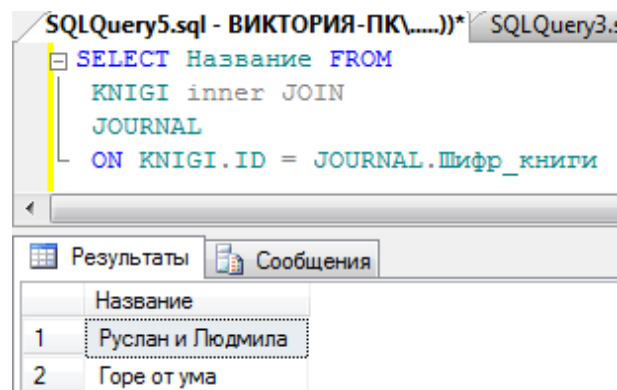 SQLQuery5.sql - ВИКТОРИЯ-ПК\.....))* SQLQuery3.s
SELECT Название FROM
KNIGI inner JOIN
JOURNAL
ON KNIGI.ID = JOURNAL.Шифр_книги
Результаты Сообщения
Название
1 Руслан и Людмила
2 Горе от ума